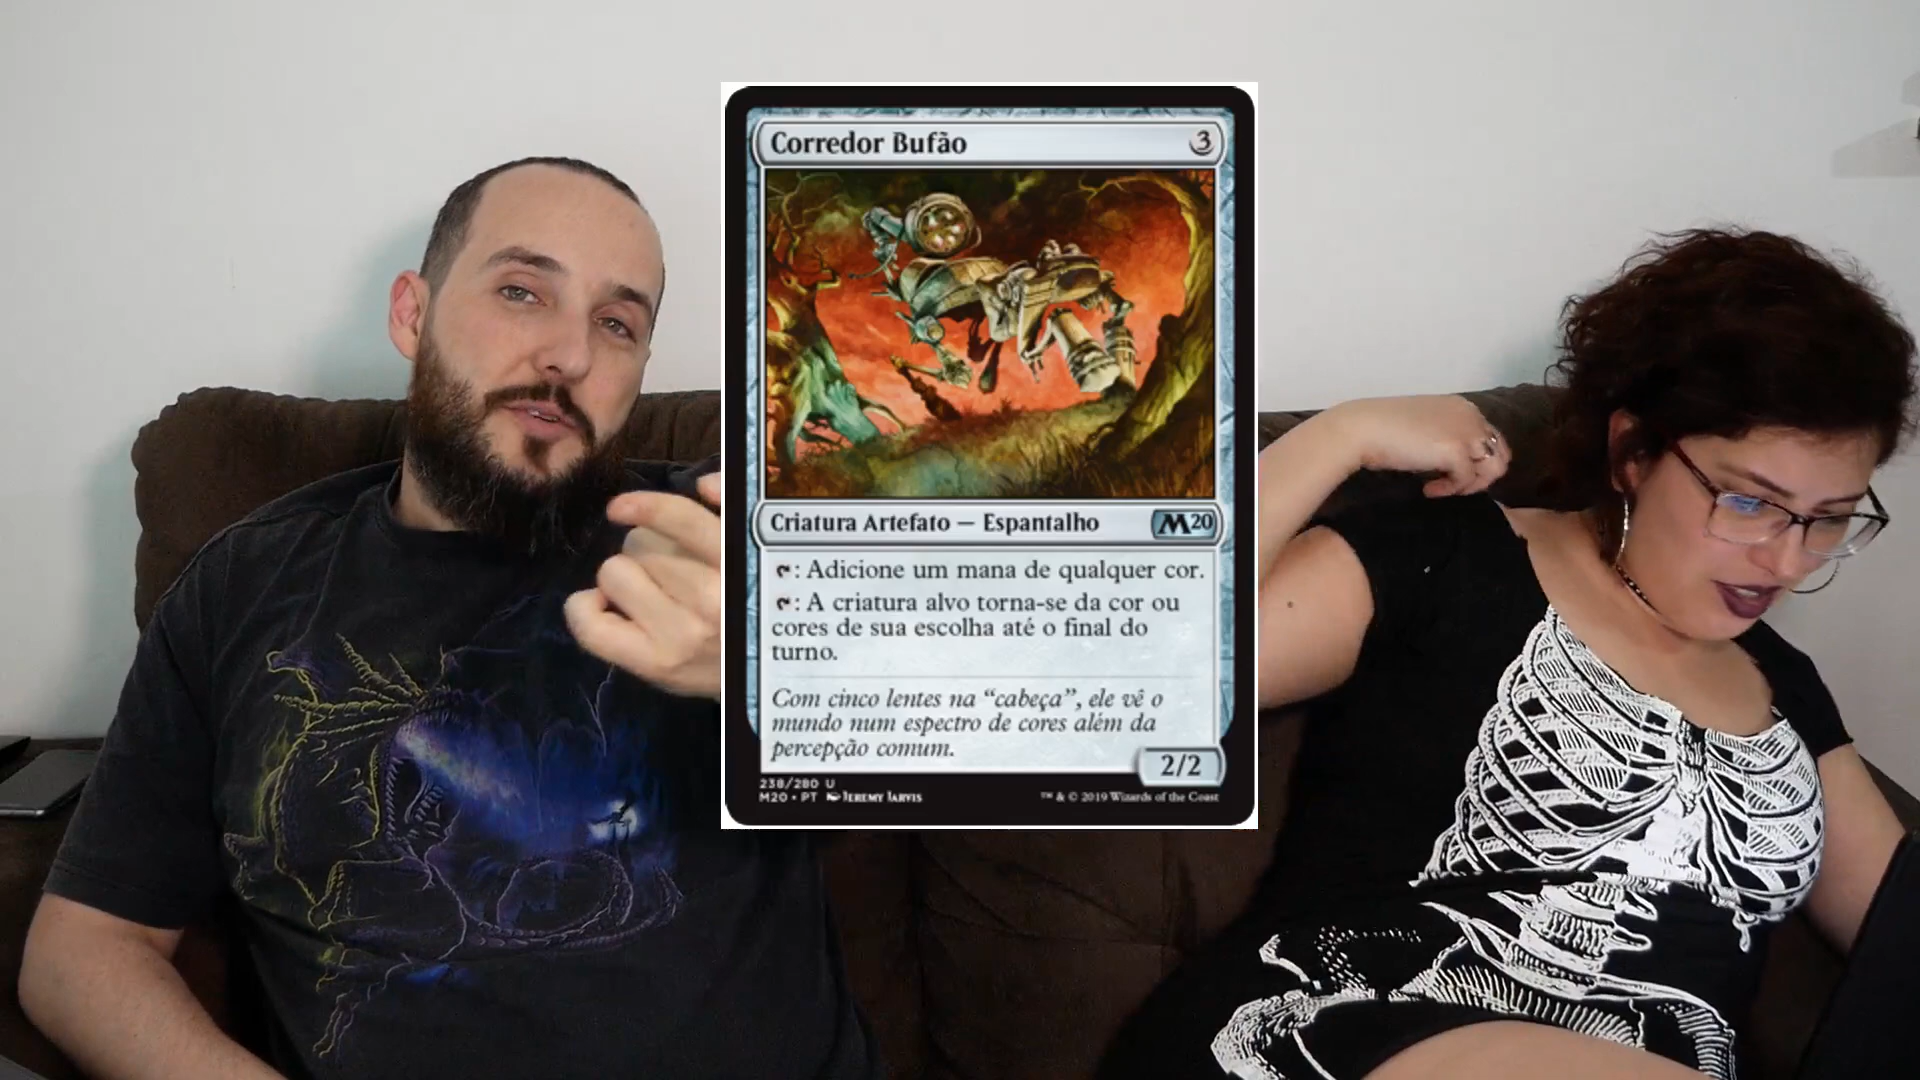 Corredor Bufão 3
Criatura Artefato — Espantalho M20
: Adicione um mana de qualquer cor.
: A criatura alvo torna-se da cor ou
cores de sua escolha até o final do
turno.
Com cinco lentes na “cabeça”, ele vê o
mundo num espectro de cores além da
percepção comum.
2/2
238/280 U
M20 • PT Jeremy Jarvis
™ & © 2019 Wizards of the Coast